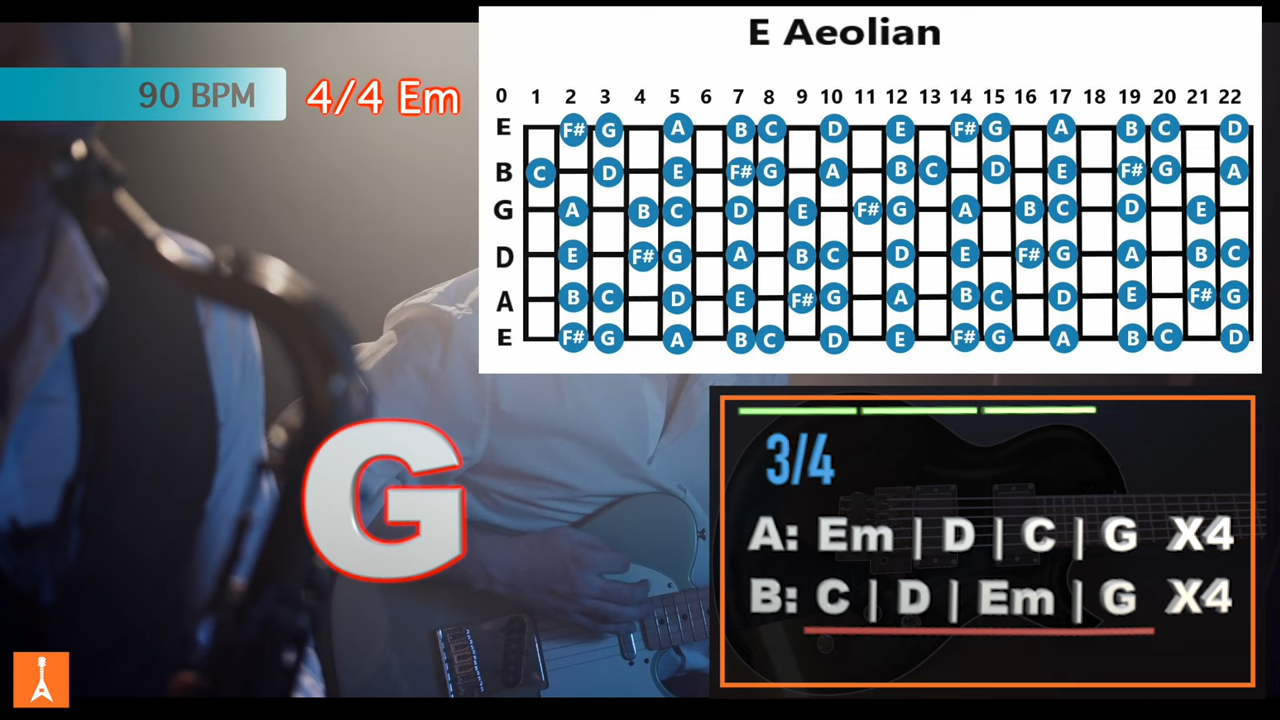 E Aeolian
90 BPM
4/4 Em
0 1 2 3 4 5 6 7 8 9 10 11 12 13 14 15 16 17 18 19 20 21 22
E F# G A B C D E F# G A B C D
B C D E F# G A B C D E F# G A
G A B C D E F# G A B C D E
D E F# G A B C D E F# G A B C
A B C D E F# G A B C D E F# G
E F# G A B C D E F# G A B C D
G
3/4
A: Em | D | C | G X4
B: C | D | Em | G X4